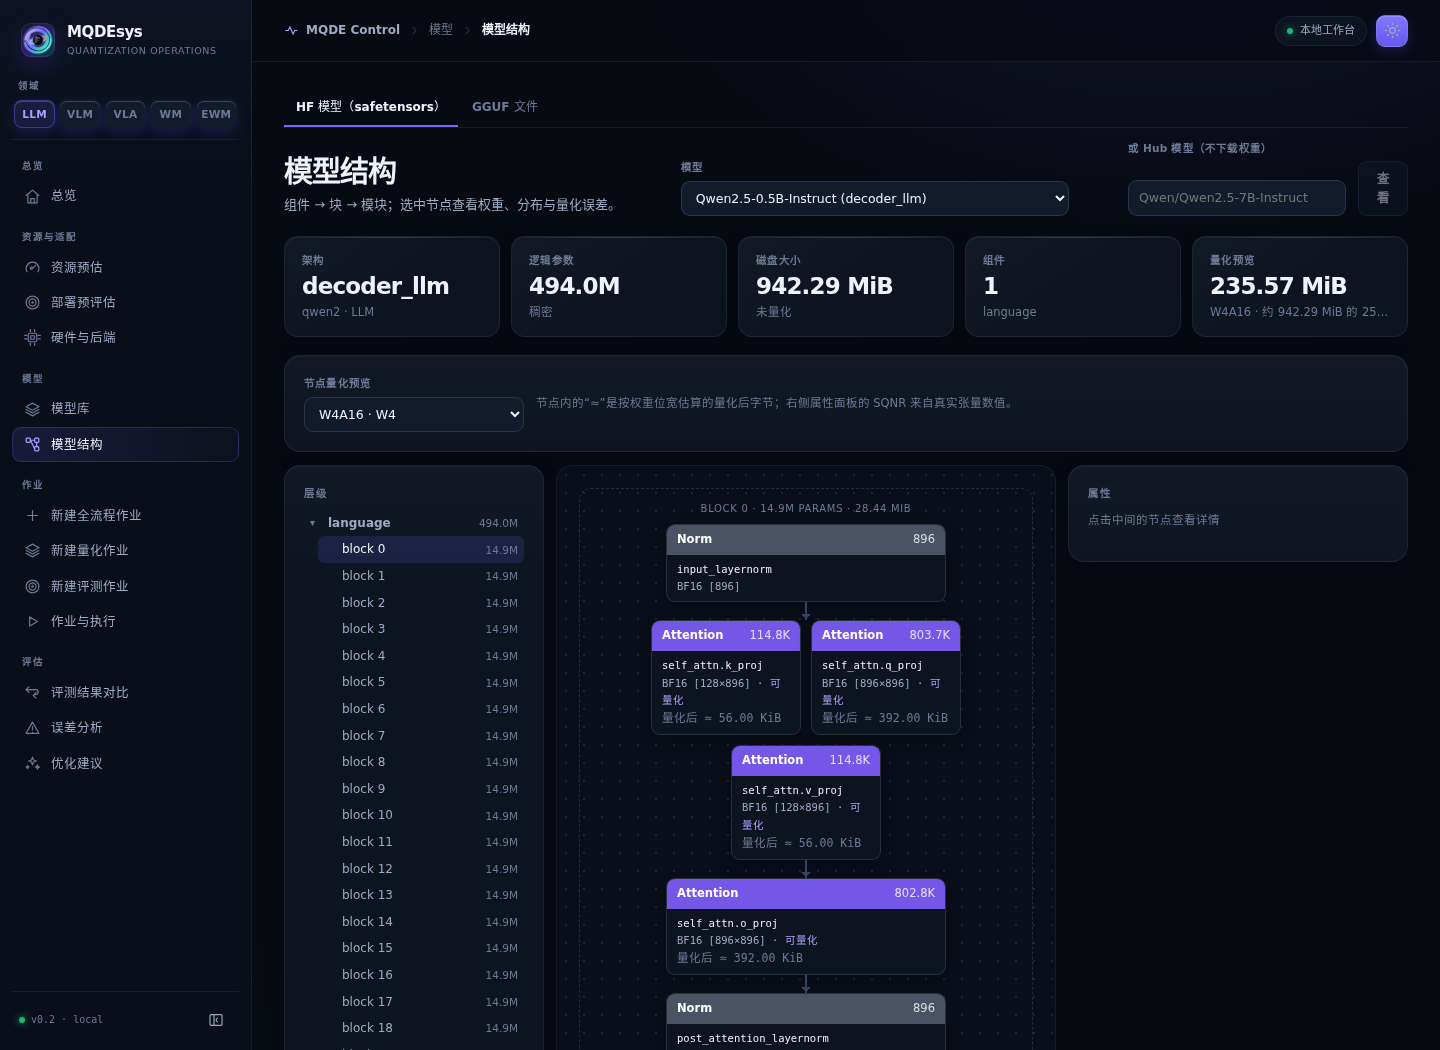 MQDEsys
QUANTIZATION OPERATIONS
领域
LLM VLM VLA WM EWM
总览
总览
资源与适配
资源预估
部署预评估
硬件与后端
模型
模型库
模型结构
作业
新建全流程作业
新建量化作业
新建评测作业
作业与执行
评估
评测结果对比
误差分析
优化建议
v0.2 · local
MQDE Control 模型 模型结构
本地工作台
HF 模型（safetensors） GGUF 文件
模型结构
组件 → 块 → 模块；选中节点查看权重、分布与量化误差。
模型
Qwen2.5-0.5B-Instruct (decoder_llm)
或 Hub 模型（不下载权重）
Qwen/Qwen2.5-7B-Instruct
查
看
架构
decoder_llm
qwen2 · LLM
逻辑参数
494.0M
稠密
磁盘大小
942.29 MiB
未量化
组件
1
language
量化预览
235.57 MiB
W4A16 · 约 942.29 MiB 的 25…
节点量化预览
W4A16 · W4
节点内的“≈”是按权重位宽估算的量化后字节；右侧属性面板的 SQNR 来自真实张量数值。
层级
language 494.0M
block 0 14.9M
block 1 14.9M
block 2 14.9M
block 3 14.9M
block 4 14.9M
block 5 14.9M
block 6 14.9M
block 7 14.9M
block 8 14.9M
block 9 14.9M
block 10 14.9M
block 11 14.9M
block 12 14.9M
block 13 14.9M
block 14 14.9M
block 15 14.9M
block 16 14.9M
block 17 14.9M
block 18 14.9M
BLOCK 0 · 14.9M PARAMS · 28.44 MIB
Norm 896
input_layernorm
BF16 [896]
Attention 114.8K
self_attn.k_proj
BF16 [128×896] · 可
量化
量化后 ≈ 56.00 KiB
Attention 803.7K
self_attn.q_proj
BF16 [896×896] · 可
量化
量化后 ≈ 392.00 KiB
Attention 114.8K
self_attn.v_proj
BF16 [128×896] · 可
量化
量化后 ≈ 56.00 KiB
Attention 802.8K
self_attn.o_proj
BF16 [896×896] · 可量化
量化后 ≈ 392.00 KiB
Norm 896
post_attention_layernorm
属性
点击中间的节点查看详情